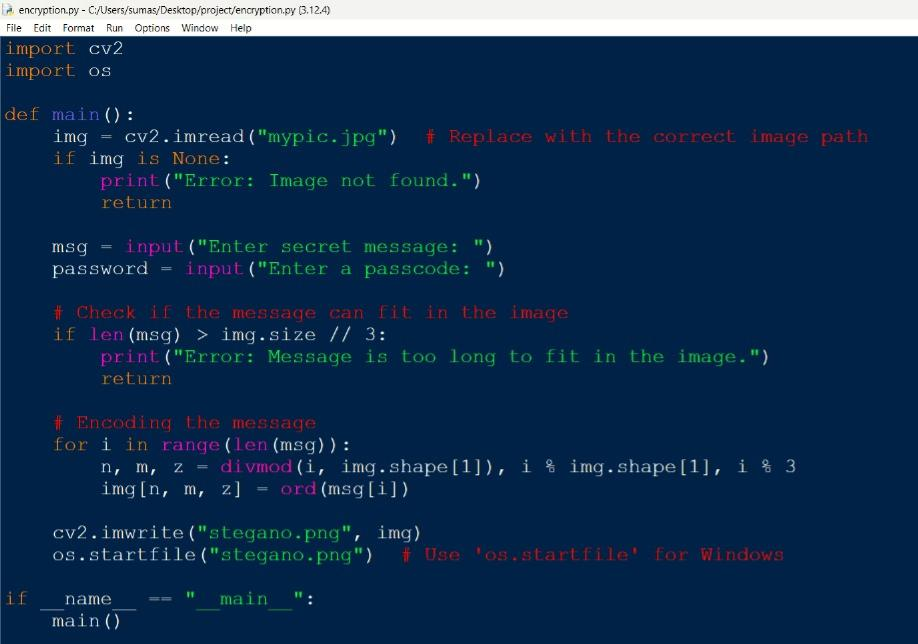 encryption.py - C:/Users/sumas/Desktop/project/encryption.py (3.12.4)
File Edit Format Run Options Window Help
import cv2
import os
def main():
    img = cv2.imread("mypic.jpg")  # Replace with the correct image path
    if img is None:
        print("Error: Image not found.")
        return
    msg = input("Enter secret message: ")
    password = input("Enter a passcode: ")
    # Check if the message can fit in the image
    if len(msg) > img.size // 3:
        print("Error: Message is too long to fit in the image.")
        return
    # Encoding the message
    for i in range(len(msg)):
        n, m, z = divmod(i, img.shape[1]), i % img.shape[1], i % 3
        img[n, m, z] = ord(msg[i])
    cv2.imwrite("stegano.png", img)
    os.startfile("stegano.png")  # Use 'os.startfile' for Windows
if __name__ == "__main__":
    main()